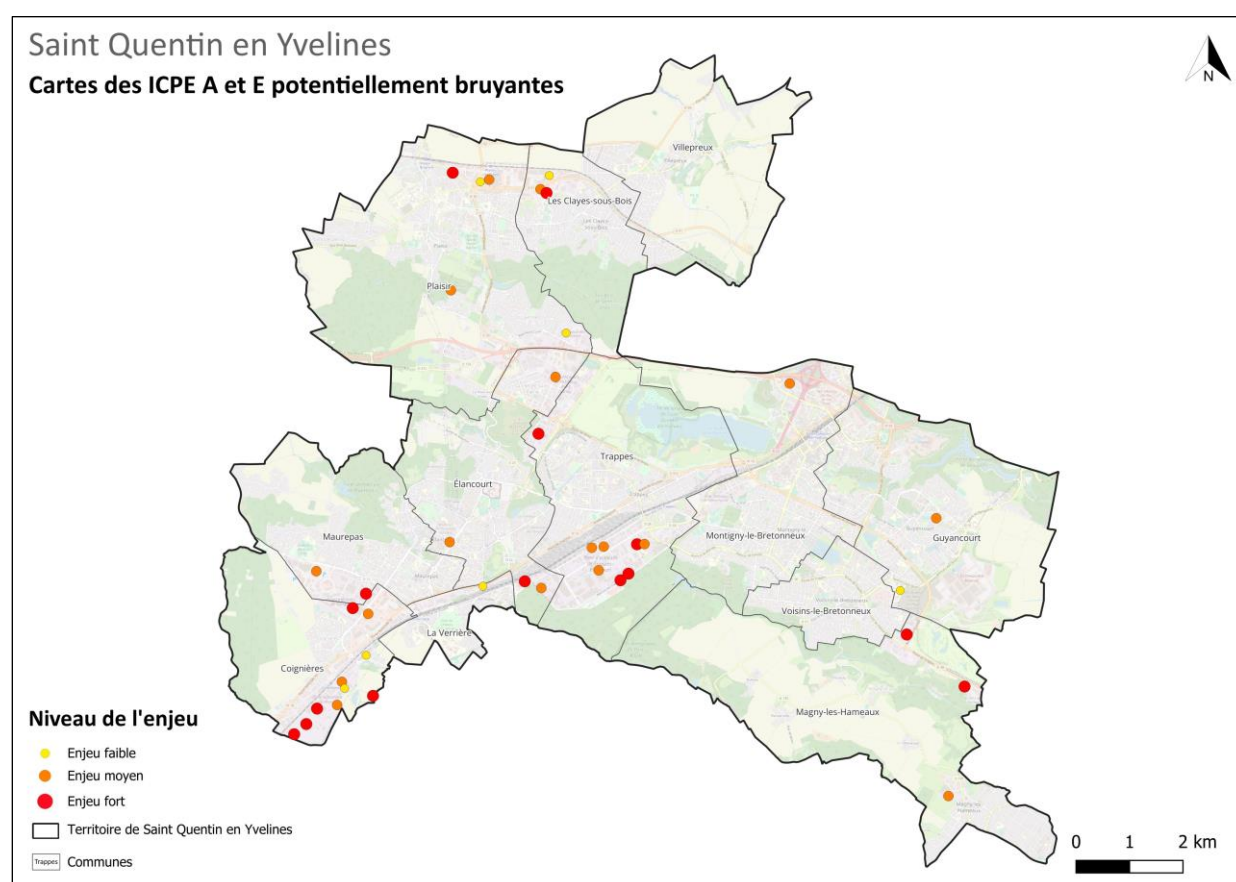 Saint Quentin en Yvelines
Cartes des ICPE A et E potentiellement bruyantes
N
Villepreux
Les Clayes-sous-Bois
Plaisir
Trappes
Élancourt
Maurepas
Montigny-le-Bretonneux
Guyancourt
Voisins-le-Bretonneux
La Verrière
Coignières
Magny-les-Hameaux
Niveau de l'enjeu
Enjeu faible
Enjeu moyen
Enjeu fort
Territoire de Saint Quentin en Yvelines
Trappes Communes
0 1 2 km